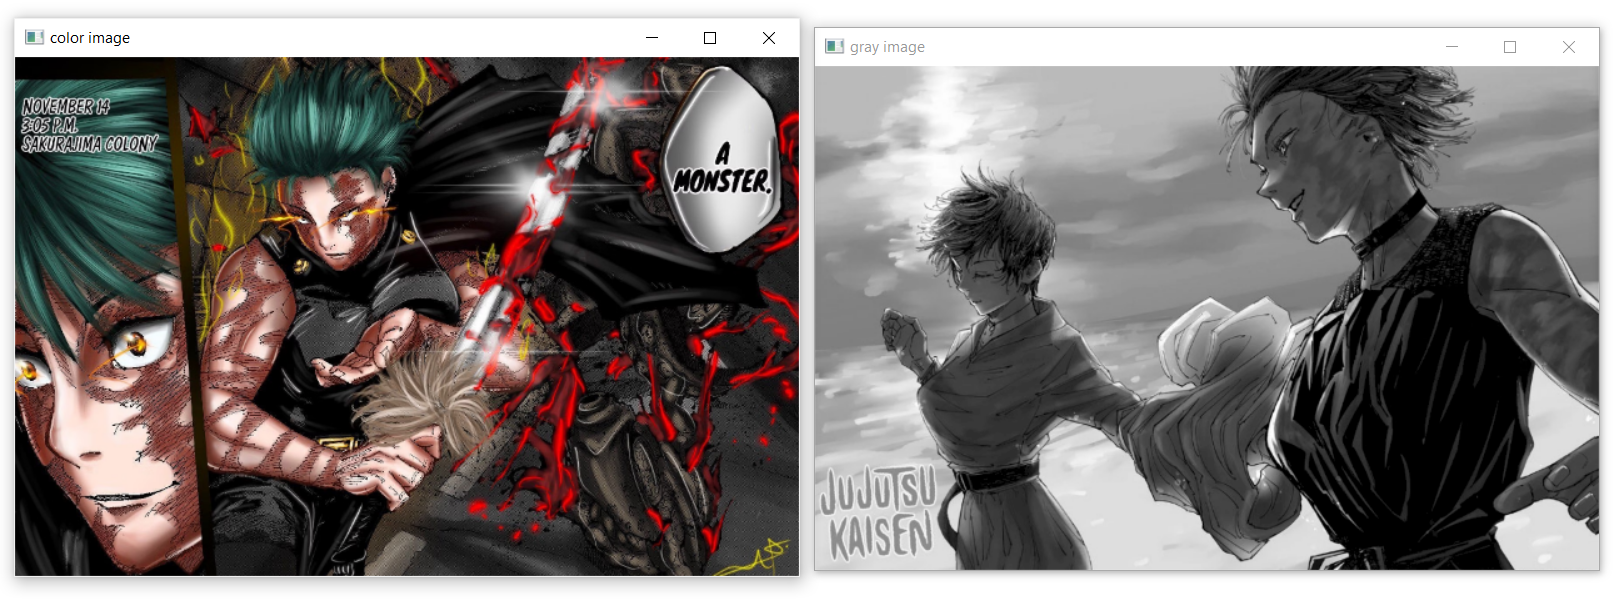 color image
NOVEMBER 14
3:05 P.M.
SAKURAJIMA COLONY
A
MONSTER.
gray image
JUJUTSU
KAISEN